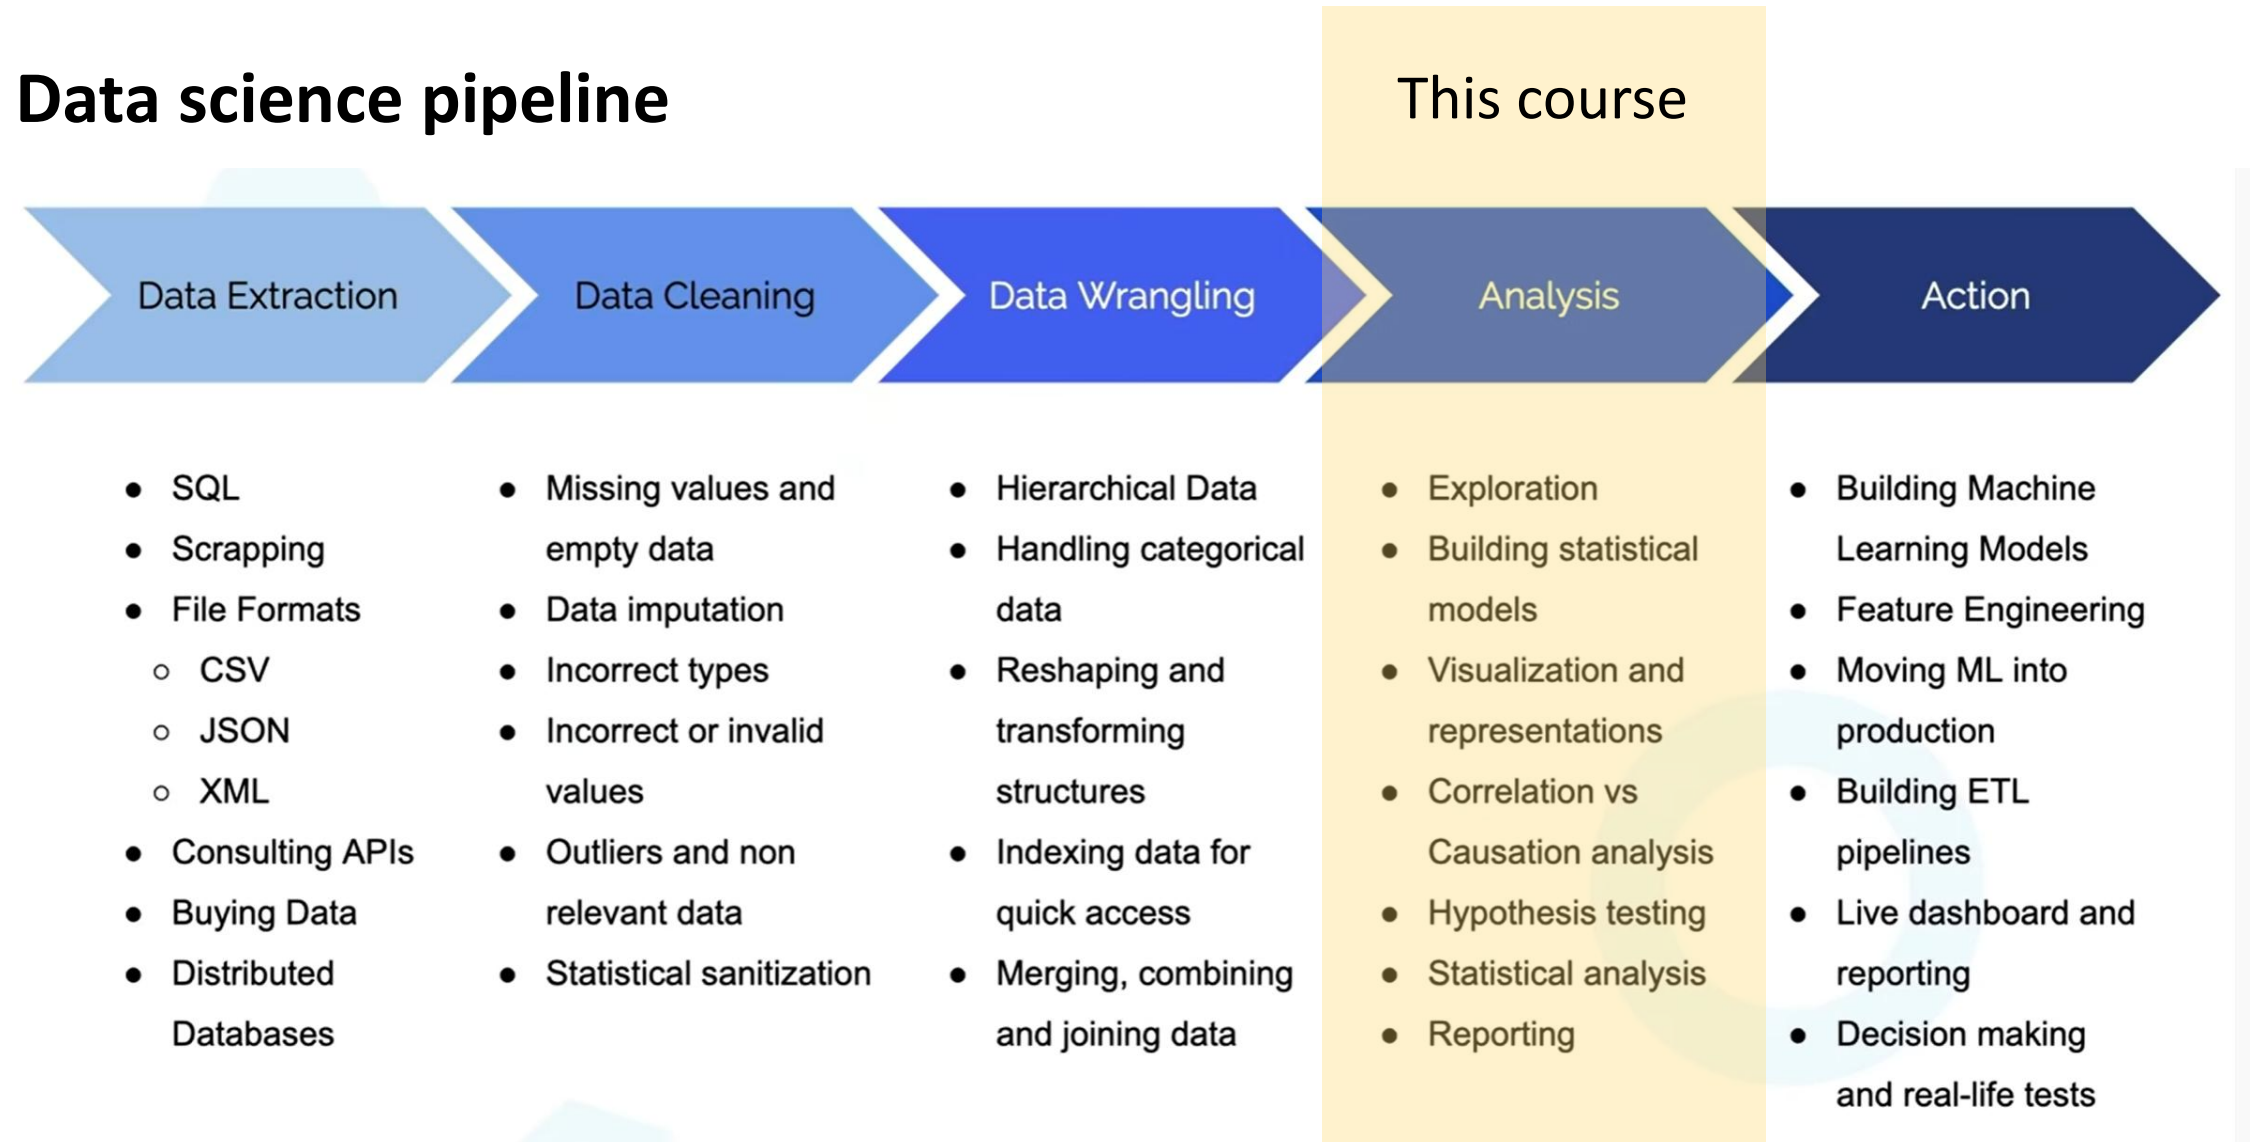 Data science pipeline
This course
Data Extraction
Data Cleaning
Data Wrangling
Analysis
Action
● SQL
● Scrapping
● File Formats
○ CSV
○ JSON
○ XML
● Consulting APIs
● Buying Data
● Distributed
Databases
● Missing values and
empty data
● Data imputation
● Incorrect types
● Incorrect or invalid
values
● Outliers and non
relevant data
● Statistical sanitization
● Hierarchical Data
● Handling categorical
data
● Reshaping and
transforming
structures
● Indexing data for
quick access
● Merging, combining
and joining data
● Exploration
● Building statistical
models
● Visualization and
representations
● Correlation vs
Causation analysis
● Hypothesis testing
● Statistical analysis
● Reporting
● Building Machine
Learning Models
● Feature Engineering
● Moving ML into
production
● Building ETL
pipelines
● Live dashboard and
reporting
● Decision making
and real-life tests